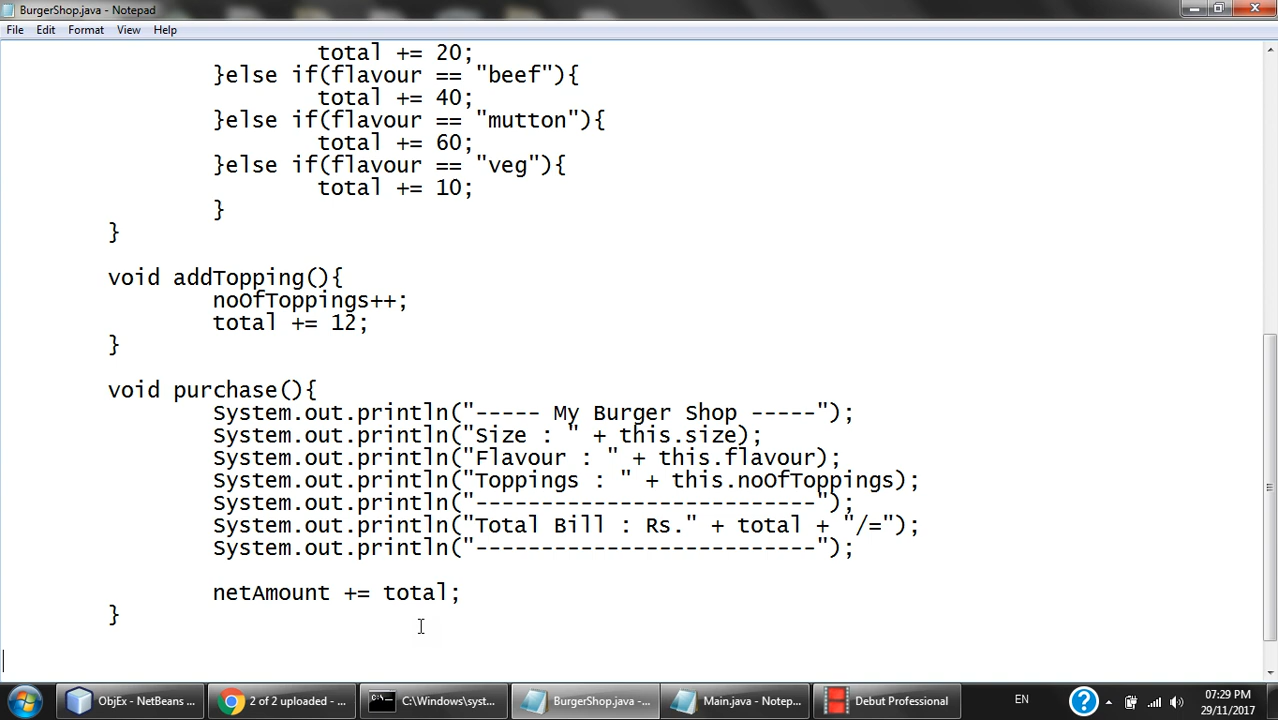 BurgerShop.java - Notepad
File Edit Format View Help
total += 20;
}else if(flavour == "beef"){
total += 40;
}else if(flavour == "mutton"){
total += 60;
}else if(flavour == "veg"){
total += 10;
}
}
void addTopping(){
noOfToppings++;
total += 12;
}
void purchase(){
System.out.println("----- My Burger Shop -----");
System.out.println("Size : " + this.size);
System.out.println("Flavour : " + this.flavour);
System.out.println("Toppings : " + this.noOfToppings);
System.out.println("--------------------------");
System.out.println("Total Bill : Rs." + total + "/=");
System.out.println("--------------------------");
netAmount += total;
}
ObjEx - NetBeans ... 2 of 2 uploaded - ... C:\Windows\syst... BurgerShop.java -... Main.java - Notep... Debut Professional EN 07:29 PM
29/11/2017